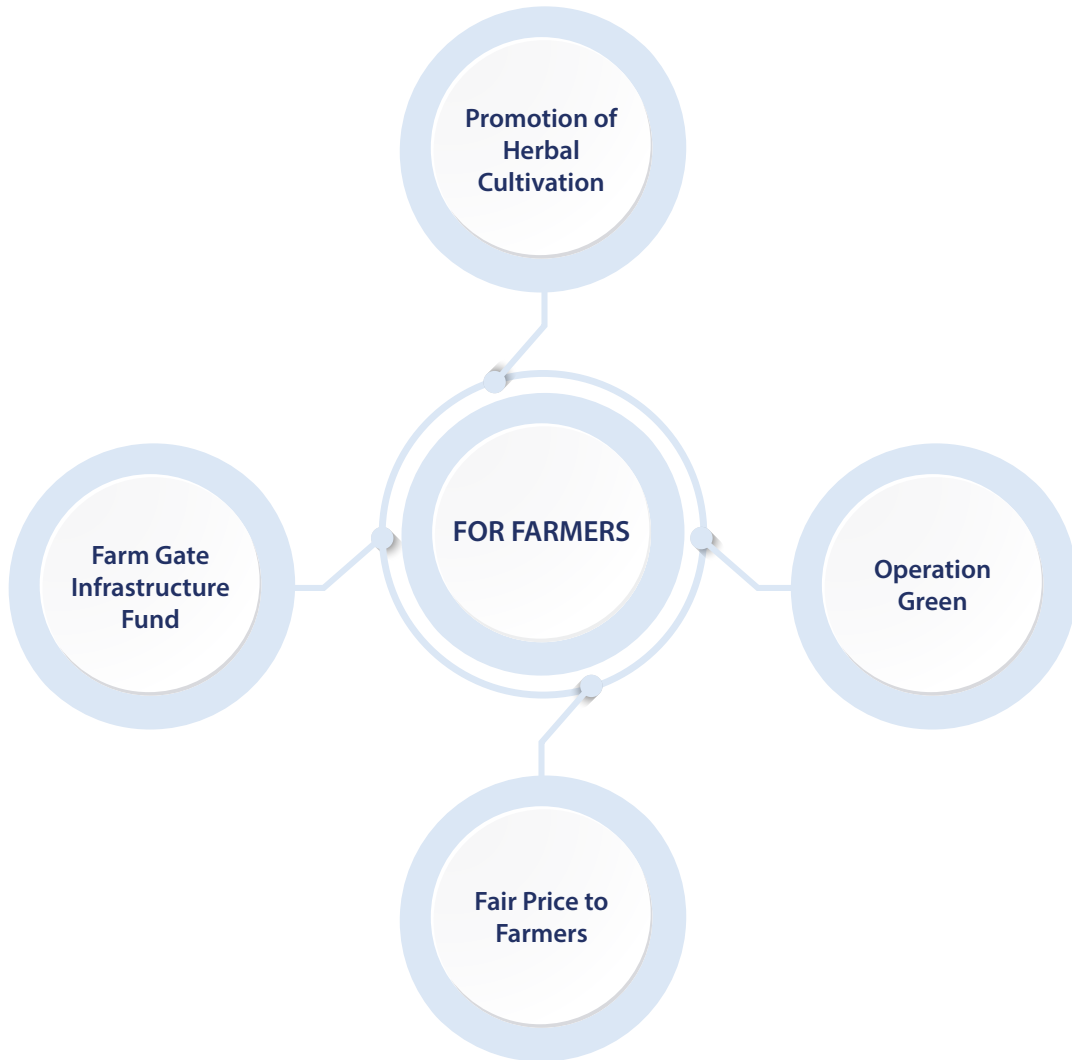 Promotion of
Herbal
Cultivation
FOR FARMERS
Farm Gate
Infrastructure
Fund
Operation
Green
Fair Price to
Farmers